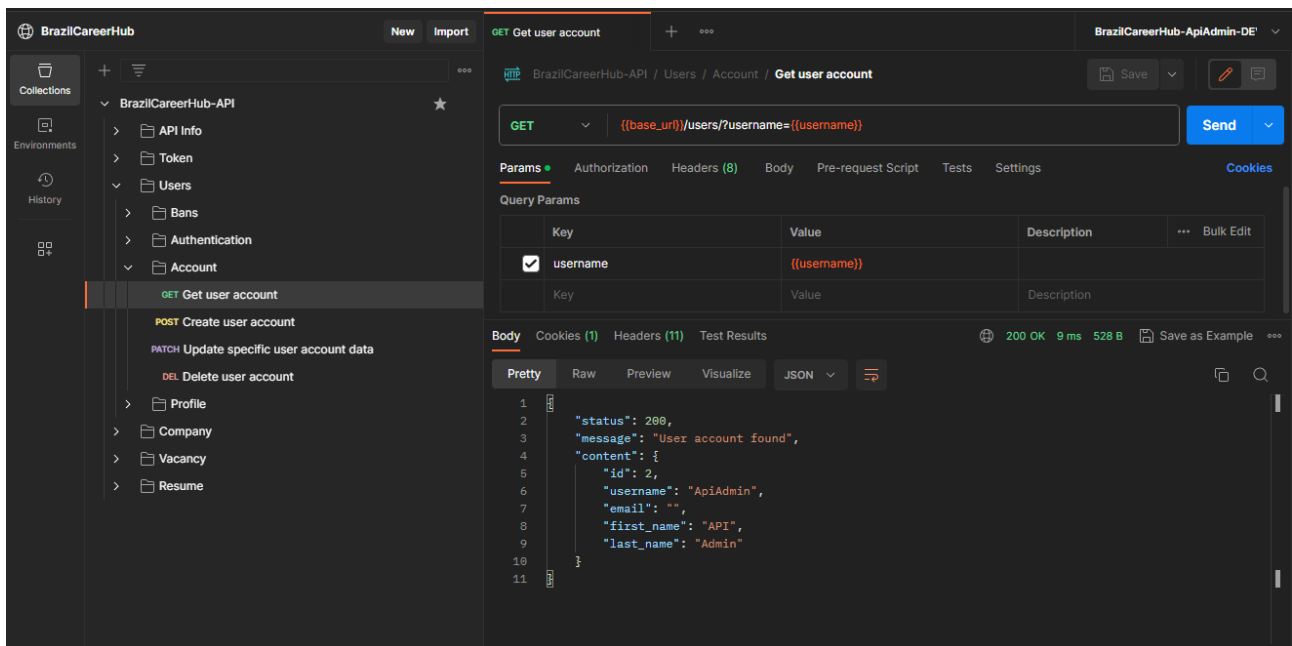 BrazilCareerHub
New
Import
Collections
Environments
History
BrazilCareerHub-API
API Info
Token
Users
Bans
Authentication
Account
GET Get user account
POST Create user account
PATCH Update specific user account data
DEL Delete user account
Profile
Company
Vacancy
Resume
GET Get user account
BrazilCareerHub-ApiAdmin-DE
HTTP BrazilCareerHub-API / Users / Account / Get user account
Save
GET {{base_url}}/users/?username={{username}}
Send
Params Authorization Headers (8) Body Pre-request Script Tests Settings Cookies
Query Params
Key Value Description Bulk Edit
username {{username}}
Key Value Description
Body Cookies (1) Headers (11) Test Results 200 OK 9 ms 528 B Save as Example
Pretty Raw Preview Visualize JSON
1 {
2 "status": 200,
3 "message": "User account found",
4 "content": {
5 "id": 2,
6 "username": "ApiAdmin",
7 "email": "",
8 "first_name": "API",
9 "last_name": "Admin"
10 }
11 }